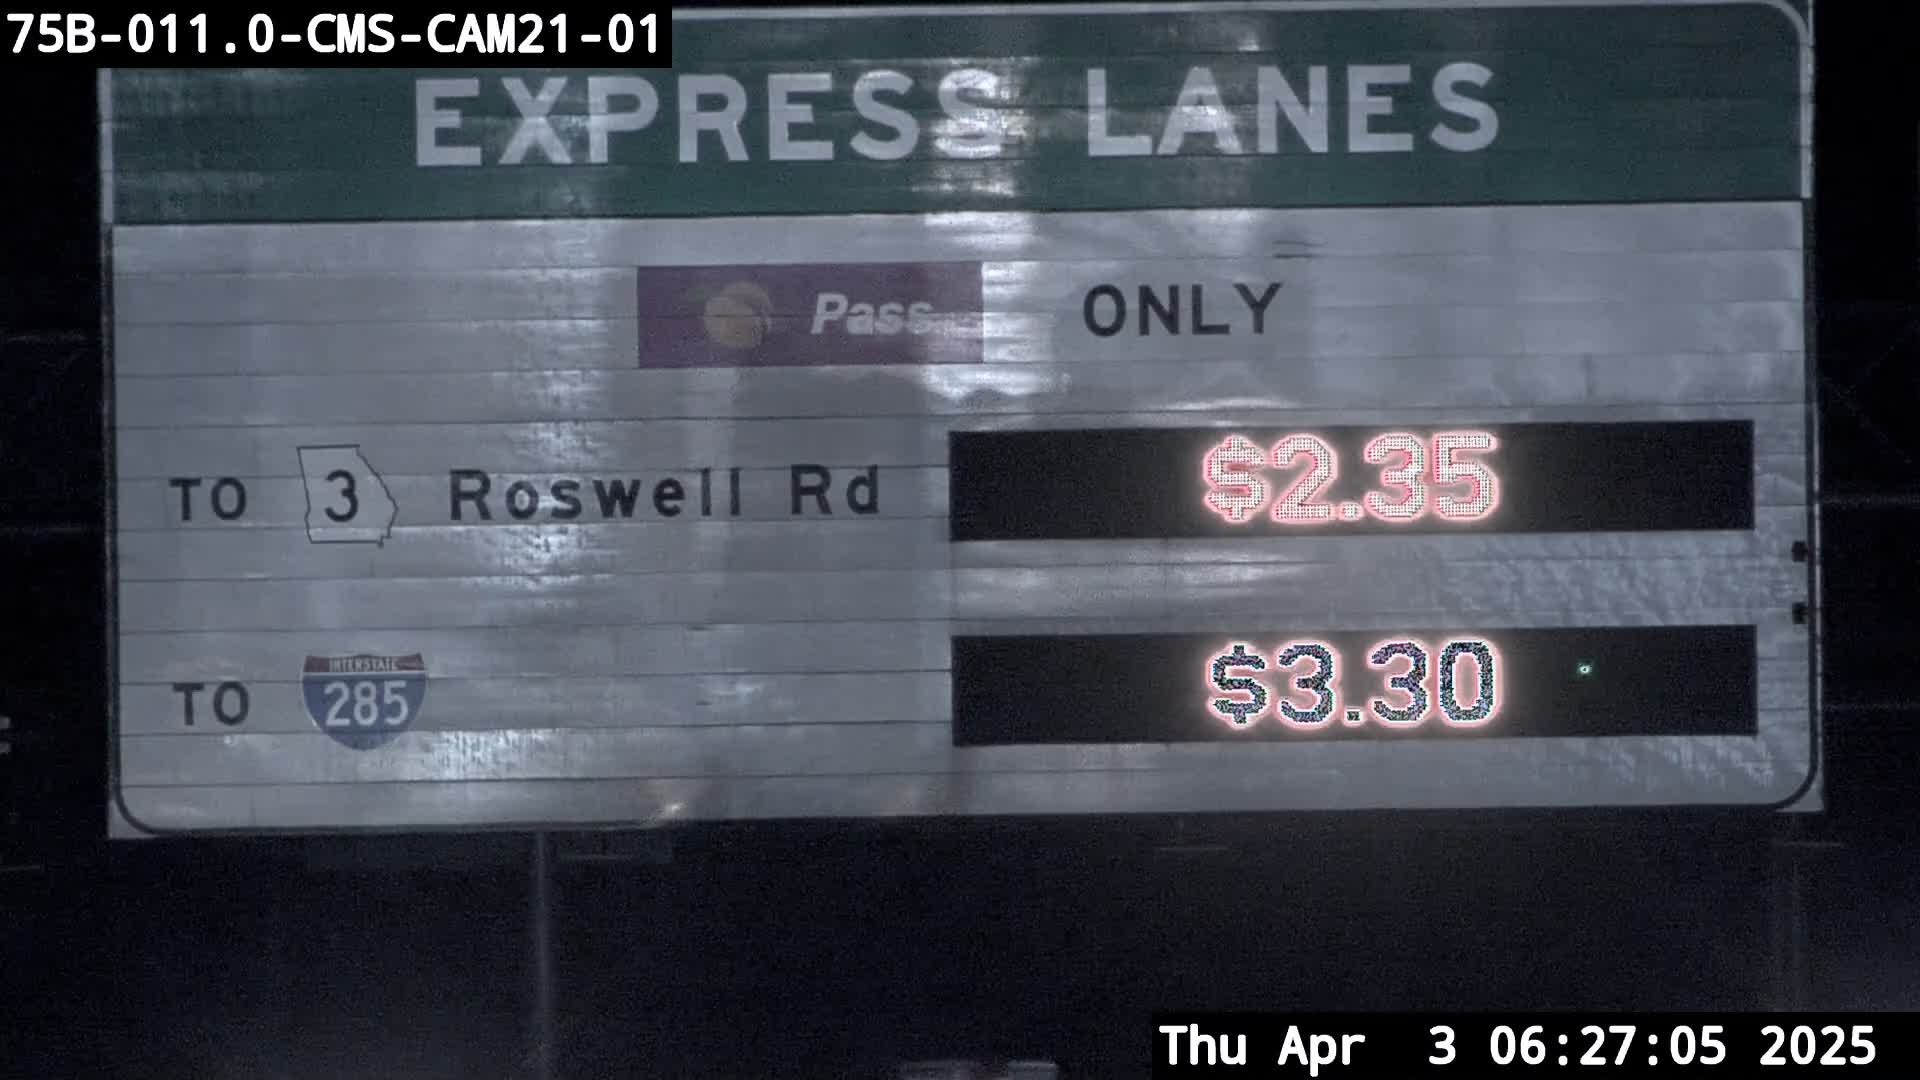 75B-011.0-CMS-CAM21-01
EXPRESS LANES
Pass ONLY
TO 3 Roswell Rd $2.35
INTERSTATE
TO 285 $3.30
Thu Apr 3 06:27:05 2025